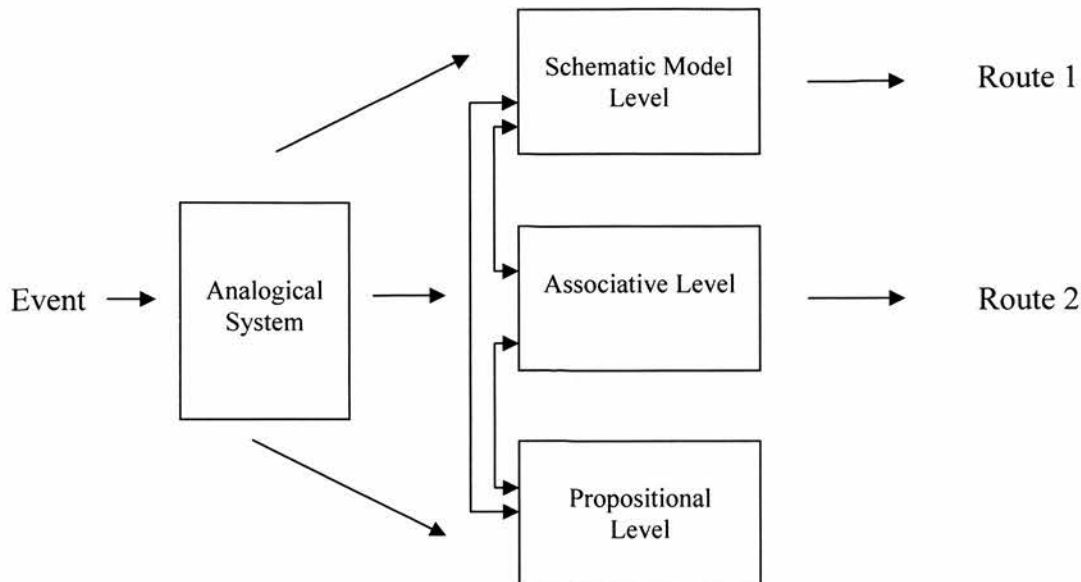 Schematic Model
Level
Route 1
Event
Analogical
System
Associative Level
Route 2
Propositional
Level